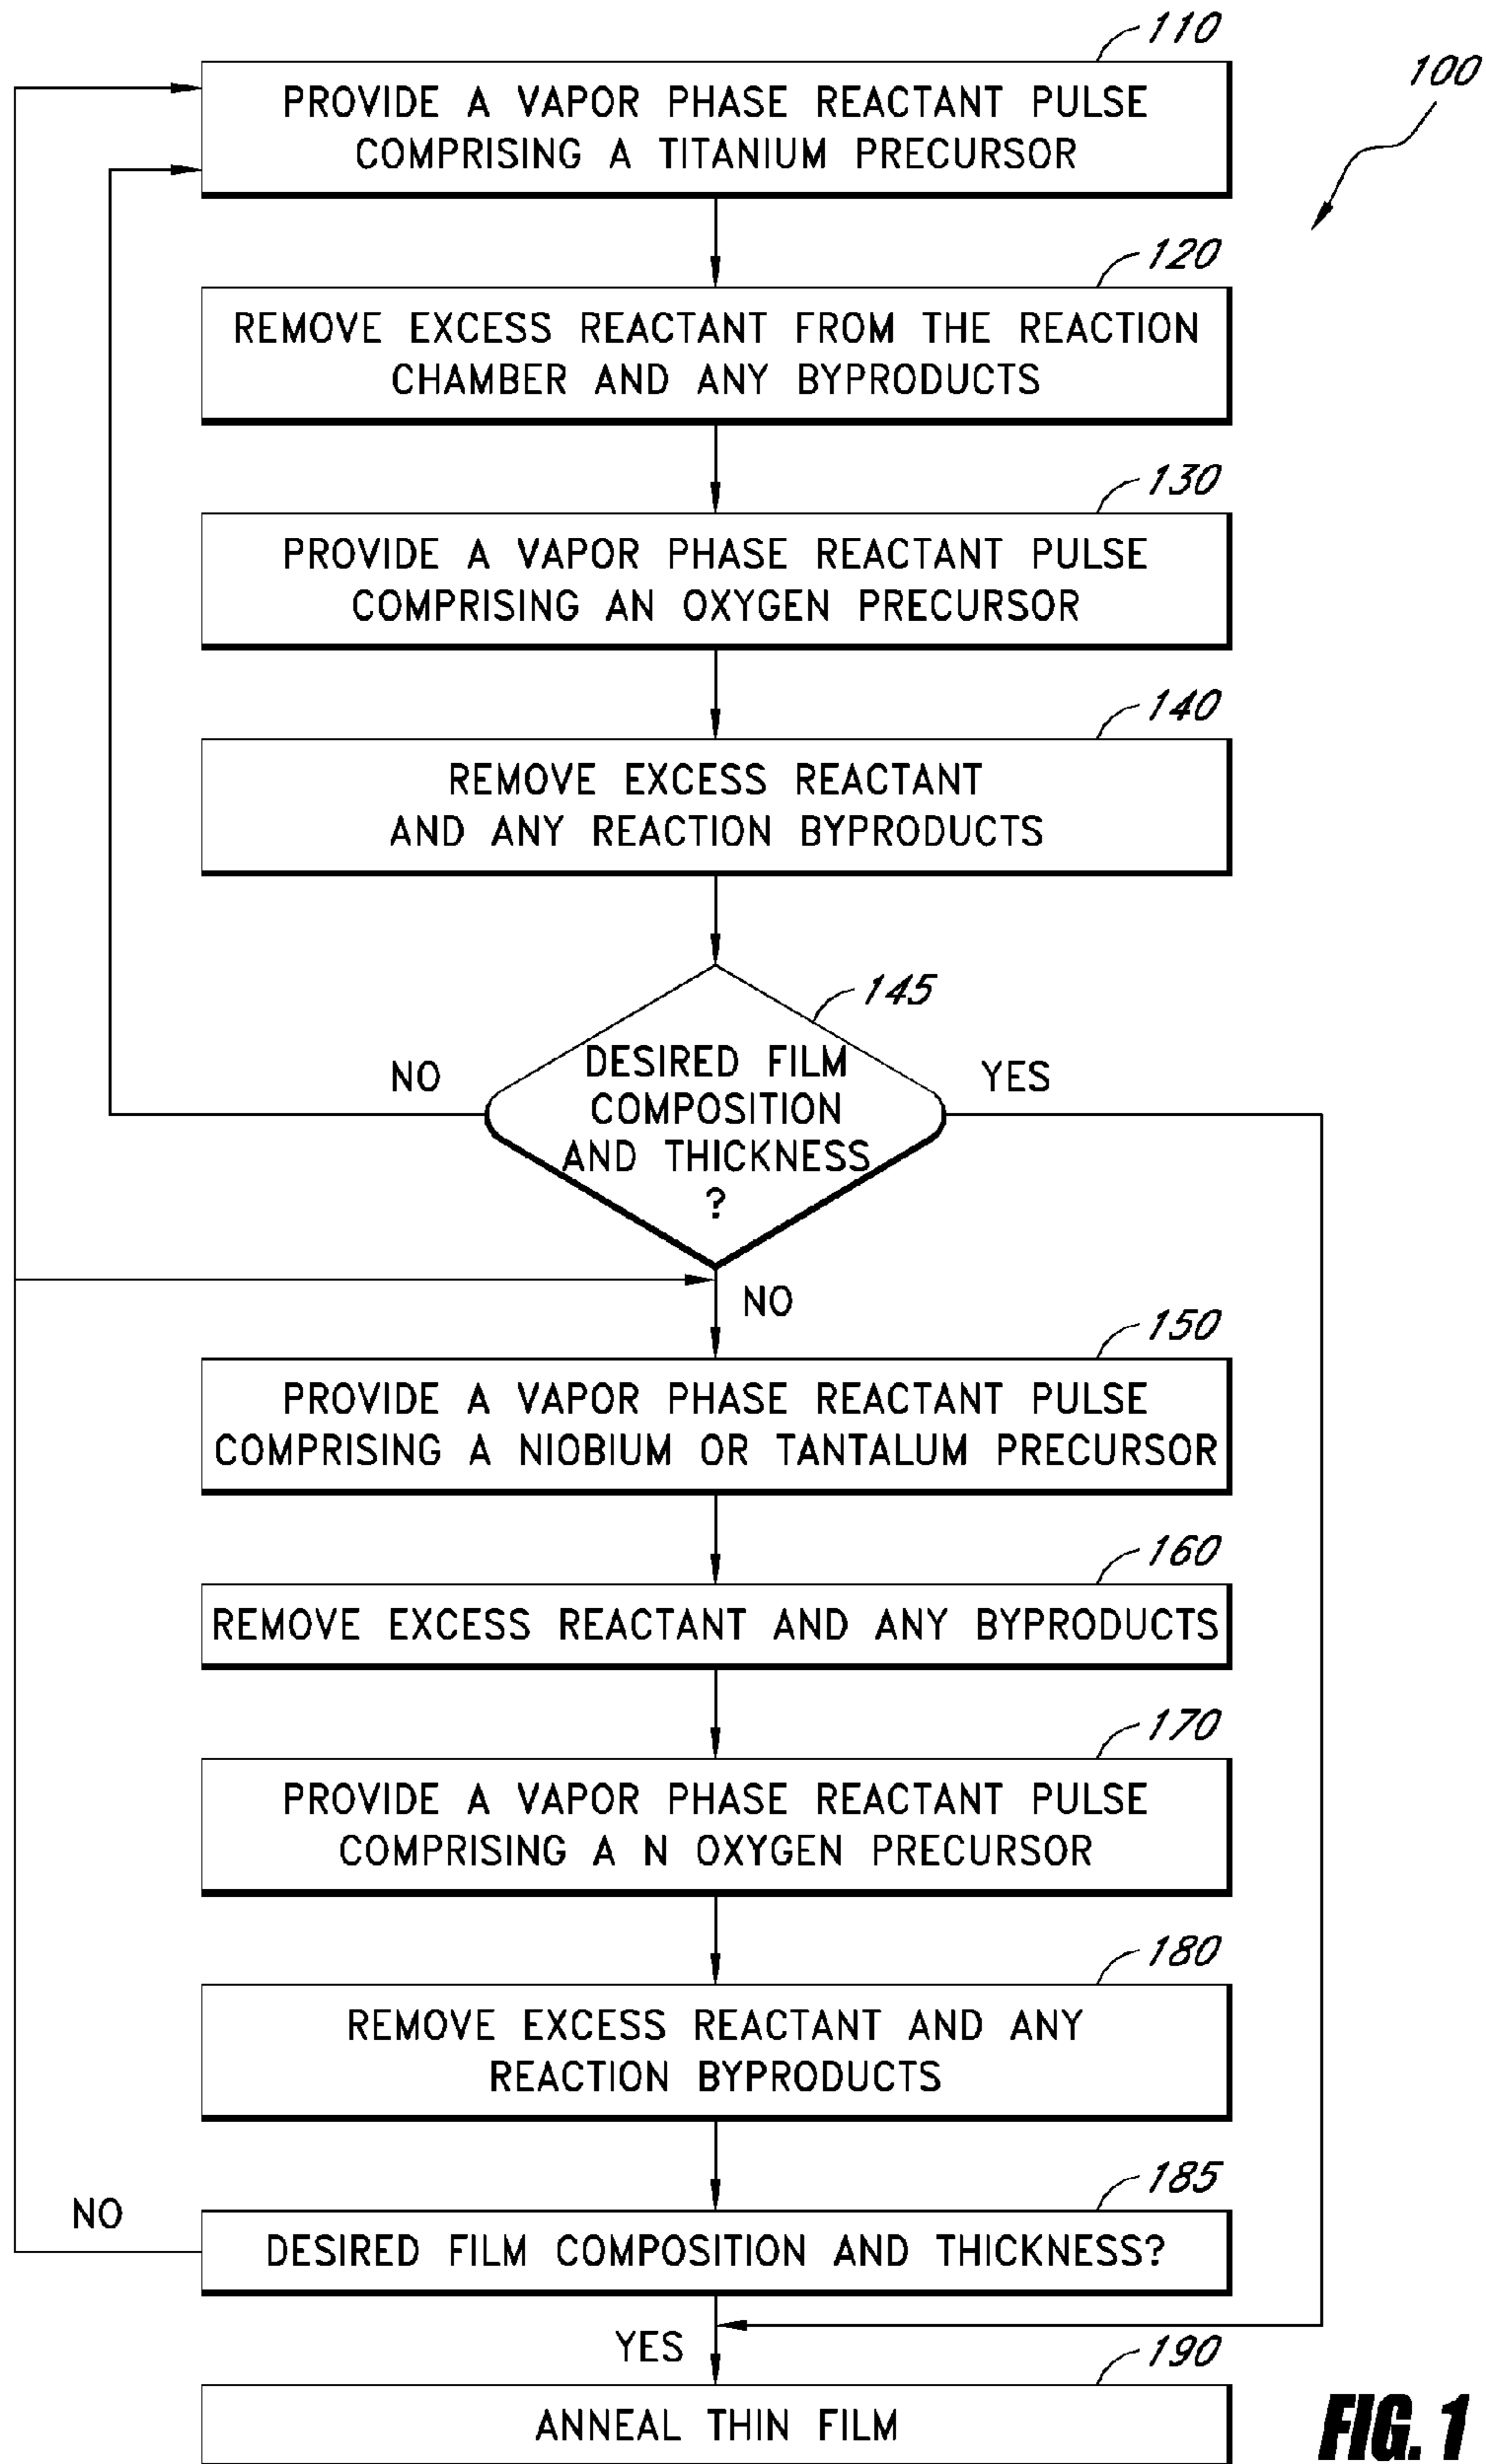 110
100
PROVIDE A VAPOR PHASE REACTANT PULSE
COMPRISING A TITANIUM PRECURSOR
120
REMOVE EXCESS REACTANT FROM THE REACTION
CHAMBER AND ANY BYPRODUCTS
130
PROVIDE A VAPOR PHASE REACTANT PULSE
COMPRISING AN OXYGEN PRECURSOR
140
REMOVE EXCESS REACTANT
AND ANY REACTION BYPRODUCTS
145
NO
YES
DESIRED FILM
COMPOSITION
AND THICKNESS
?
NO
150
PROVIDE A VAPOR PHASE REACTANT PULSE
COMPRISING A NIOBIUM OR TANTALUM PRECURSOR
160
REMOVE EXCESS REACTANT AND ANY BYPRODUCTS
170
PROVIDE A VAPOR PHASE REACTANT PULSE
COMPRISING A N OXYGEN PRECURSOR
180
REMOVE EXCESS REACTANT AND ANY
REACTION BYPRODUCTS
185
NO
DESIRED FILM COMPOSITION AND THICKNESS?
YES
190
ANNEAL THIN FILM
FIG. 1